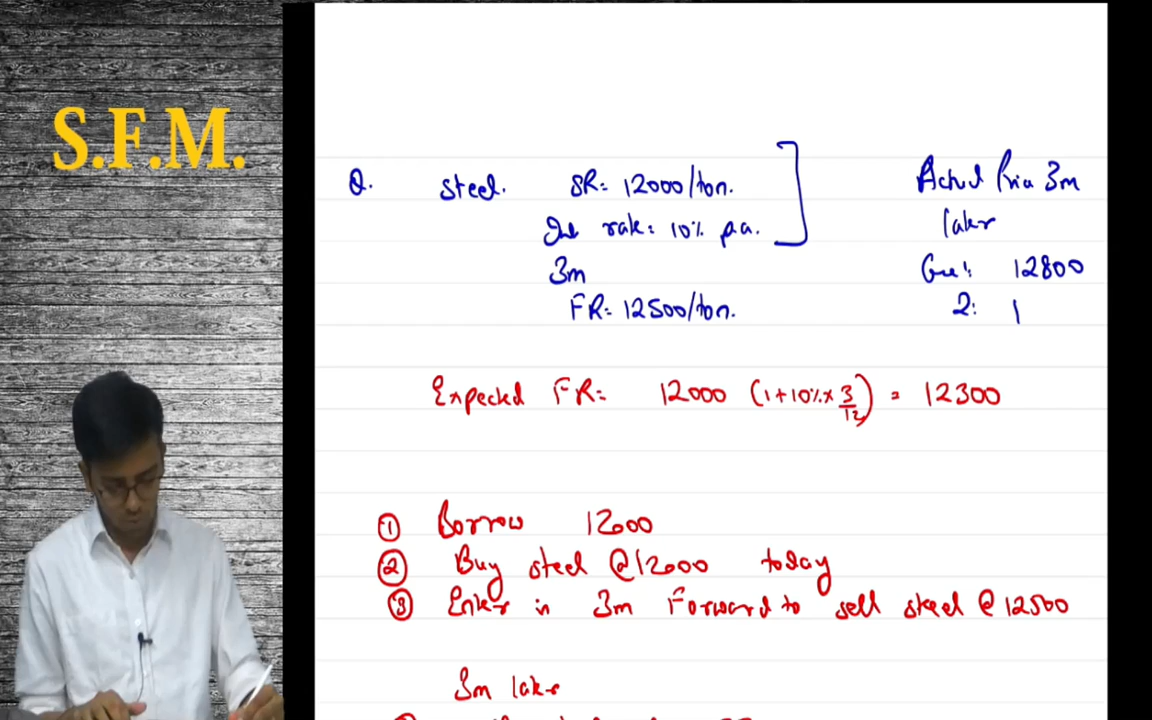 S.F.M.
Q. Steel. SR = 12000/ton.
Int rate: 10% p.a.
3m
FR = 12500/ton.
Actual Price 3m
later
Case 1: 12800
2: 1
Expected FR = 12000 (1+10%×3/12) = 12300
① Borrow 12000
② Buy steel @12000 today
③ Enter in 3m Forward to sell steel @ 12500
3m later